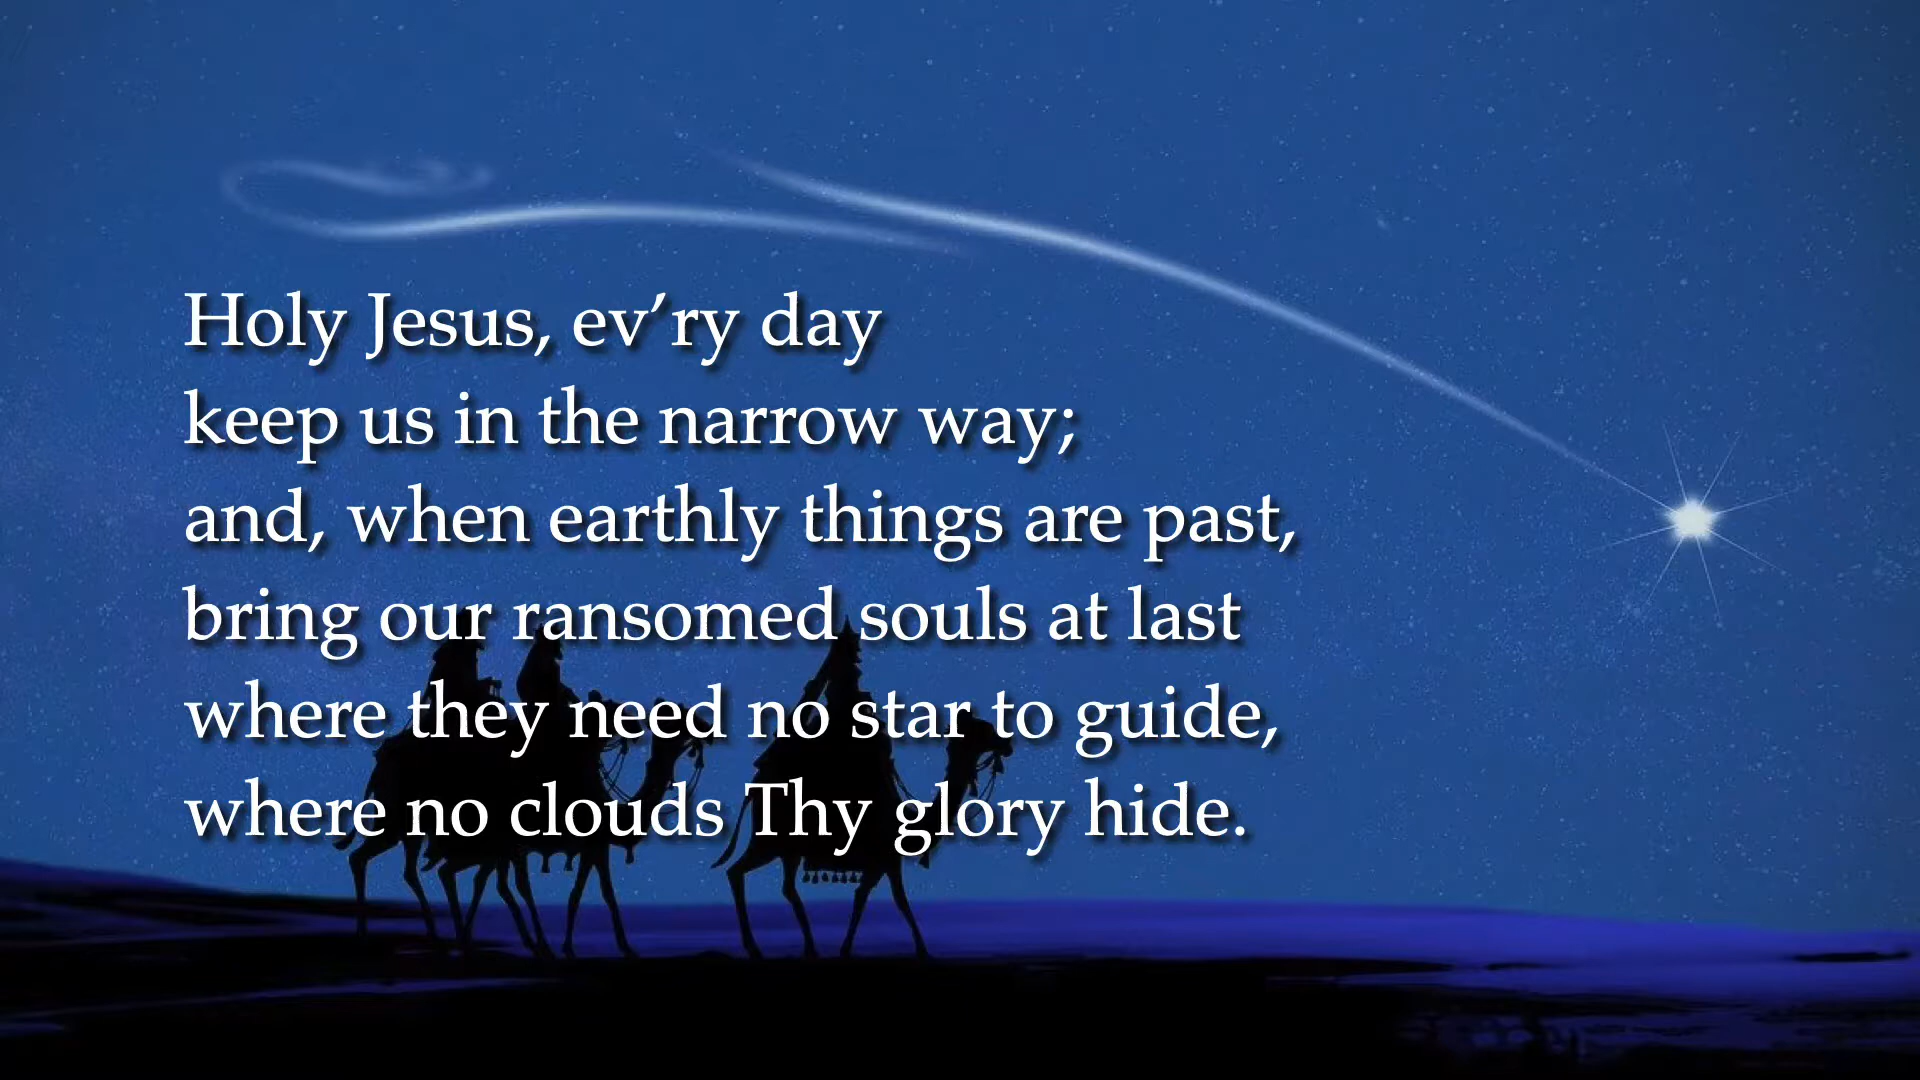 Holy Jesus, ev’ry day
keep us in the narrow way;
and, when earthly things are past,
bring our ransomed souls at last
where they need no star to guide,
where no clouds Thy glory hide.